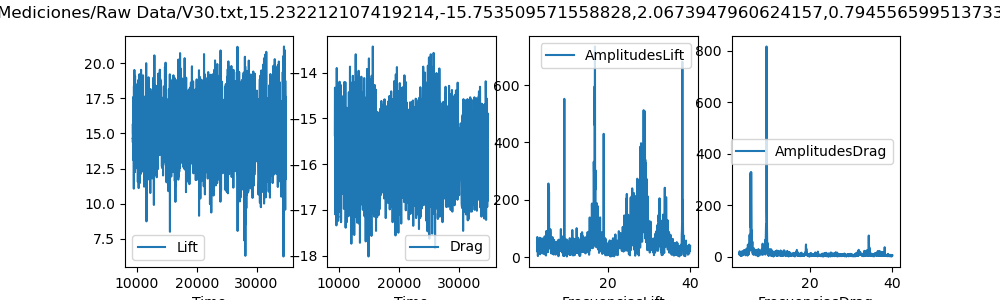 Mediciones/Raw Data/V30.txt,15.232212107419214,-15.753509571558828,2.0673947960624157,0.794556599513733
20.0
17.5
15.0
12.5
10.0
7.5
10000 20000 30000
Lift
Time
−14
−15
−16
−17
−18
10000 20000 30000
Drag
Time
600
400
200
0
20 40
AmplitudesLift
FrequenciesLift
800
600
400
200
0
20 40
AmplitudesDrag
FrequenciesDrag